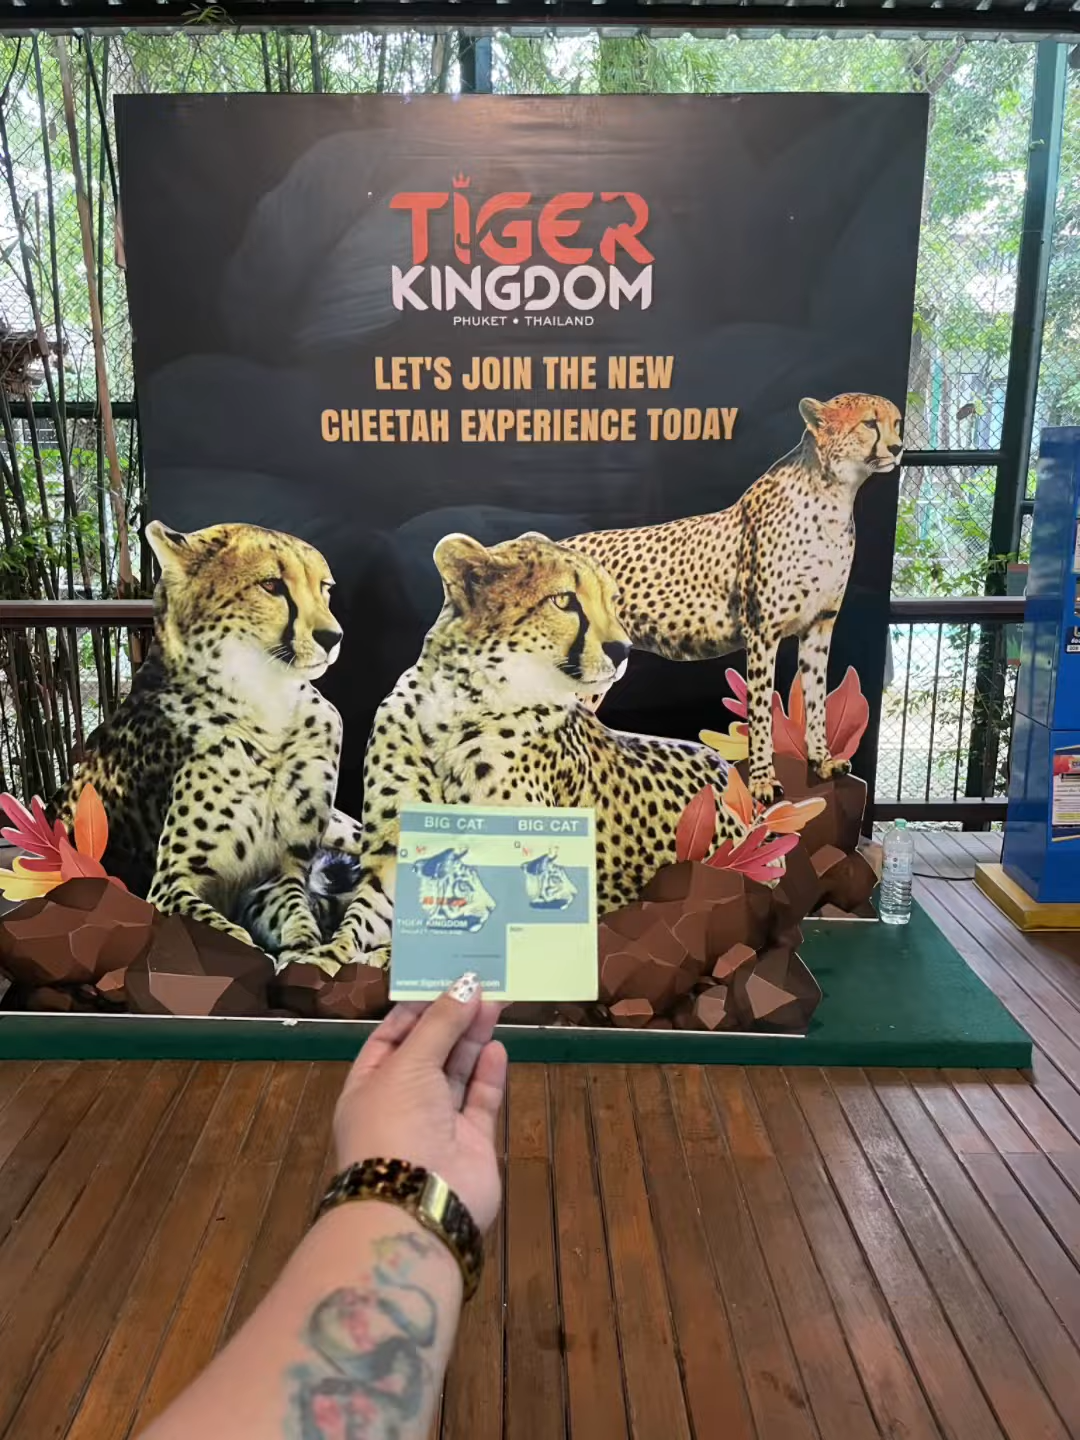 TIGER
KINGDOM
PHUKET • THAILAND
LET'S JOIN THE NEW
CHEETAH EXPERIENCE TODAY
BIG CAT
BIG CAT
TIGER KINGDOM